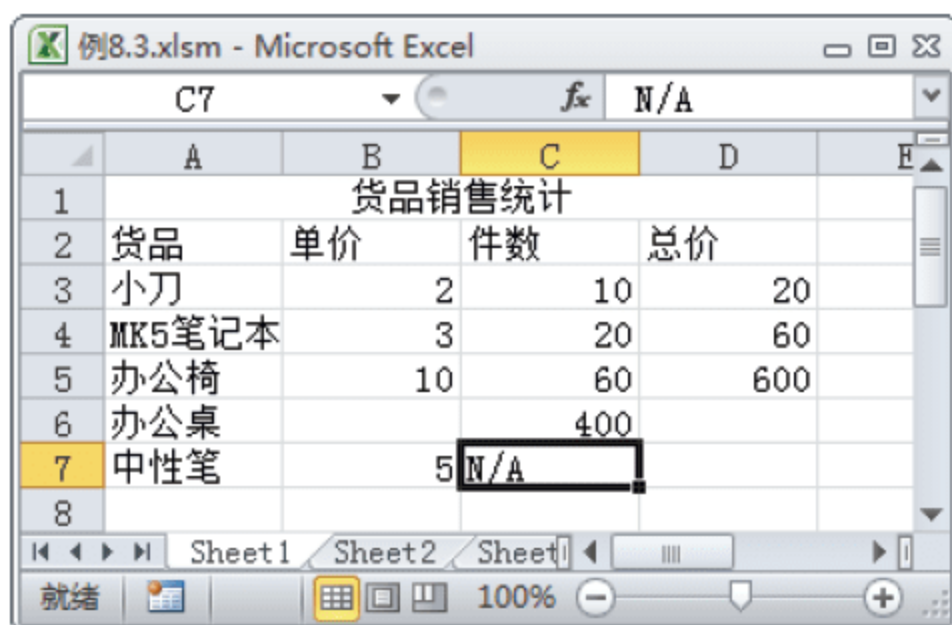 例8.3.xlsm - Microsoft Excel
C7 fx N/A
A B C D E
1 货品销售统计
2 货品 单价 件数 总价
3 小刀 2 10 20
4 MK5笔记本 3 20 60
5 办公椅 10 60 600
6 办公桌 400
7 中性笔 5 N/A
8
Sheet1 Sheet2 Sheet
就绪 100%